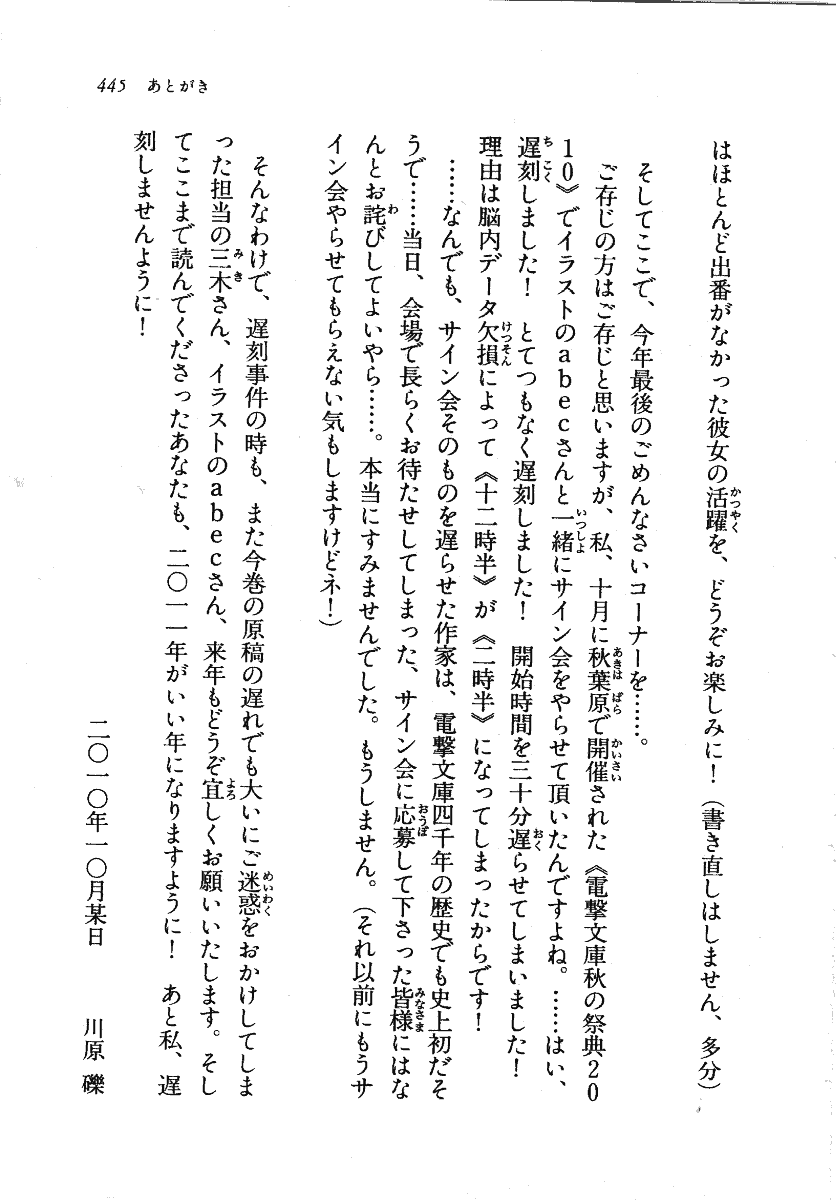 445　あとがき
はほとんど出番がなかった彼女の活躍を、どうぞお楽しみに！（書き直しはしません、多分）
そしてここで、今年最後のごめんなさいコーナーを……。
ご存じの方はご存じと思いますが、私、十月に秋葉原で開催された《電撃文庫秋の祭典20
10》でイラストのabecさんと一緒にサイン会をやらせて頂いたんですよね。……はい、
遅刻しました！　とてつもなく遅刻しました！　開始時間を三十分遅らせてしまいました！
理由は脳内データ欠損によって《十二時半》が《二時半》になってしまったからです！
……なんでも、サイン会そのものを遅らせた作家は、電撃文庫四千年の歴史でも史上初だそ
うで……当日、会場で長らくお待たせしてしまった、サイン会に応募して下さった皆様にはな
んとお詫びしてよいやら……。本当にすみませんでした。もうしません。（それ以前にもうサ
イン会やらせてもらえない気もしますけどネ！）
そんなわけで、遅刻事件の時も、また今巻の原稿の遅れでも大いにご迷惑をおかけしてしま
った担当の三木さん、イラストのabecさん、来年もどうぞ宜しくお願いいたします。そし
てここまで読んでくださったあなたも、二〇一一年がいい年になりますように！　あと私、遅
刻しませんように！
二〇一〇年一〇月某日　　川原　礫